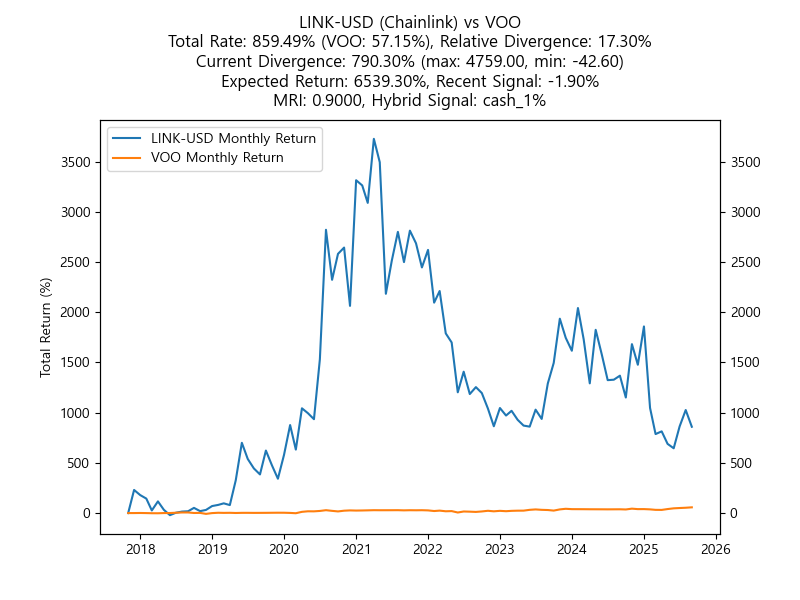 LINK-USD (Chainlink) vs VOO
Total Rate: 859.49% (VOO: 57.15%), Relative Divergence: 17.30%
Current Divergence: 790.30% (max: 4759.00, min: -42.60)
Expected Return: 6539.30%, Recent Signal: -1.90%
MRI: 0.9000, Hybrid Signal: cash_1%
LINK-USD Monthly Return
VOO Monthly Return
Total Return (%)
3500
3000
2500
2000
1500
1000
500
0
3500
3000
2500
2000
1500
1000
500
0
2018 2019 2020 2021 2022 2023 2024 2025 2026